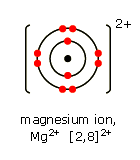 2+
magnesium ion,
Mg²⁺ [2,8]²⁺